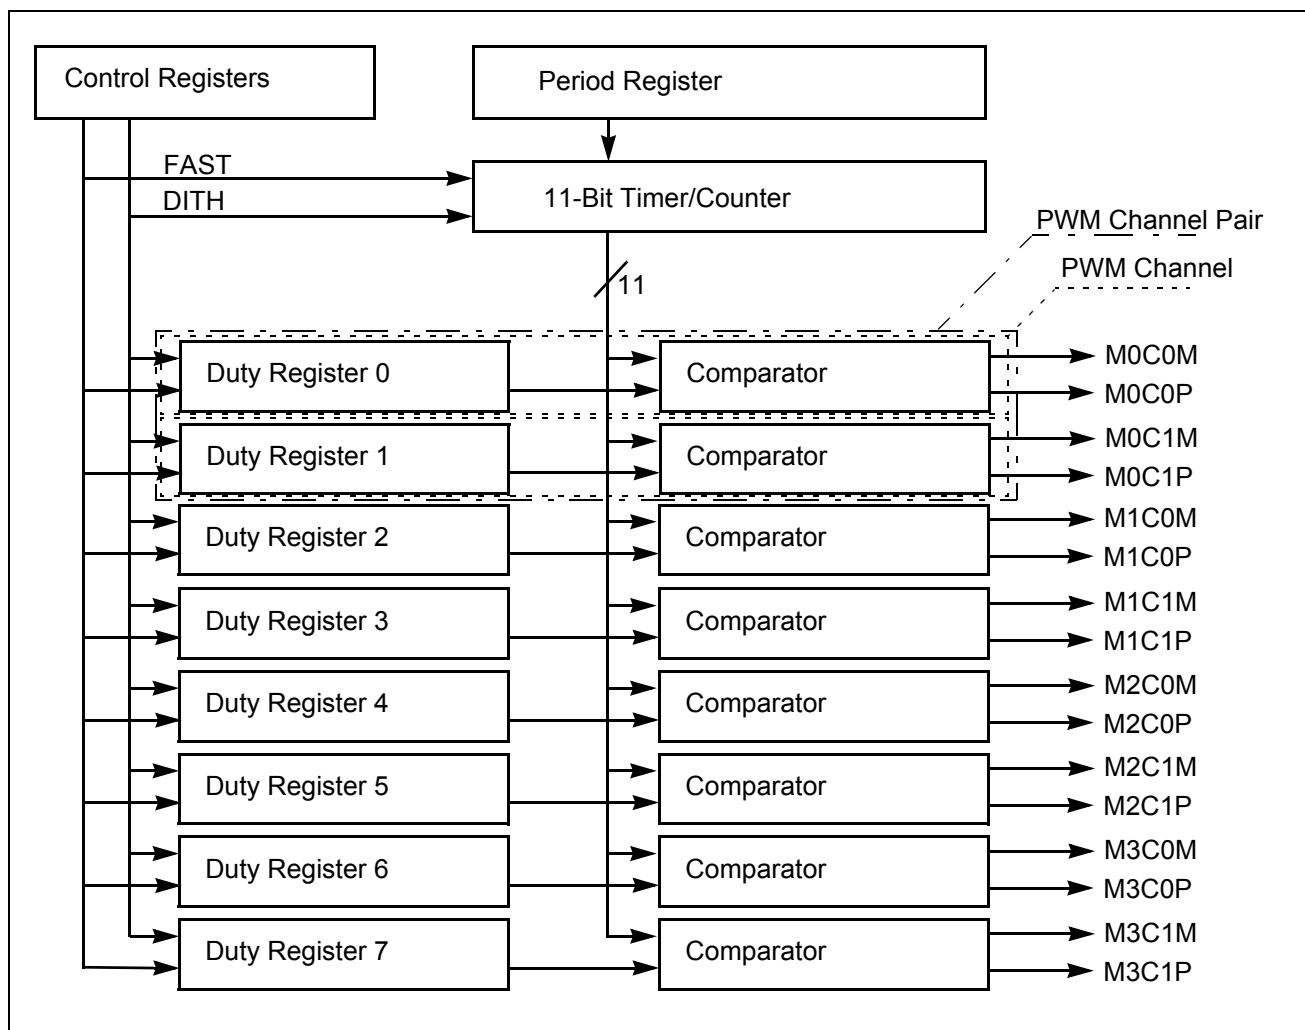 Control Registers
Period Register
FAST
DITH
11-Bit Timer/Counter
PWM Channel Pair
PWM Channel
11
Duty Register 0
Comparator
M0C0M
M0C0P
Duty Register 1
Comparator
M0C1M
M0C1P
Duty Register 2
Comparator
M1C0M
M1C0P
Duty Register 3
Comparator
M1C1M
M1C1P
Duty Register 4
Comparator
M2C0M
M2C0P
Duty Register 5
Comparator
M2C1M
M2C1P
Duty Register 6
Comparator
M3C0M
M3C0P
Duty Register 7
Comparator
M3C1M
M3C1P